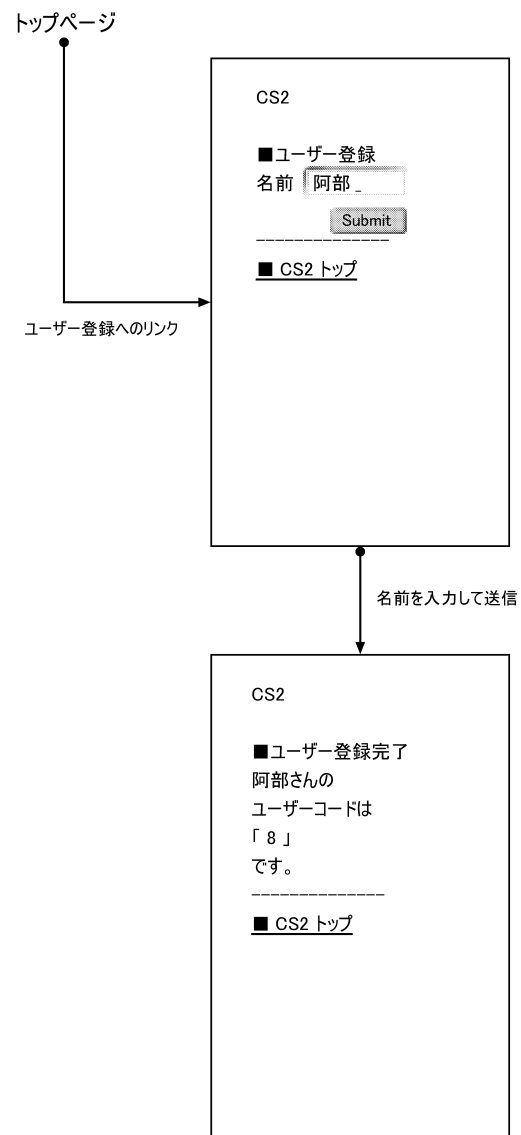 トップページ
CS2
■ユーザー登録
名前 阿部_
Submit
--------------
■ CS2 トップ
ユーザー登録へのリンク
名前を入力して送信
CS2
■ユーザー登録完了
阿部さんの
ユーザーコードは
「 8 」
です。
--------------
■ CS2 トップ